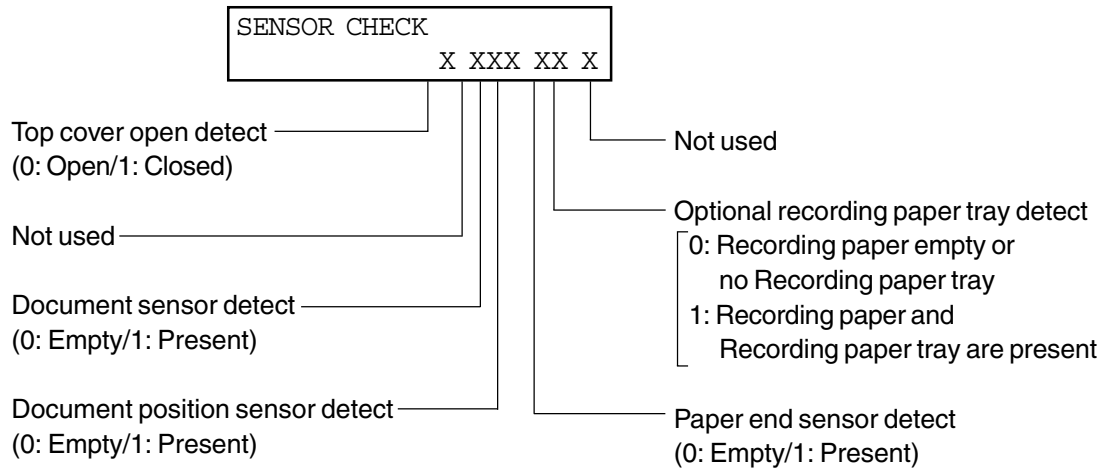 SENSOR CHECK
X XXX XX X
Top cover open detect
(0: Open/1: Closed)
Not used
Document sensor detect
(0: Empty/1: Present)
Document position sensor detect
(0: Empty/1: Present)
Not used
Optional recording paper tray detect
0: Recording paper empty or
no Recording paper tray
1: Recording paper and
Recording paper tray are present
Paper end sensor detect
(0: Empty/1: Present)